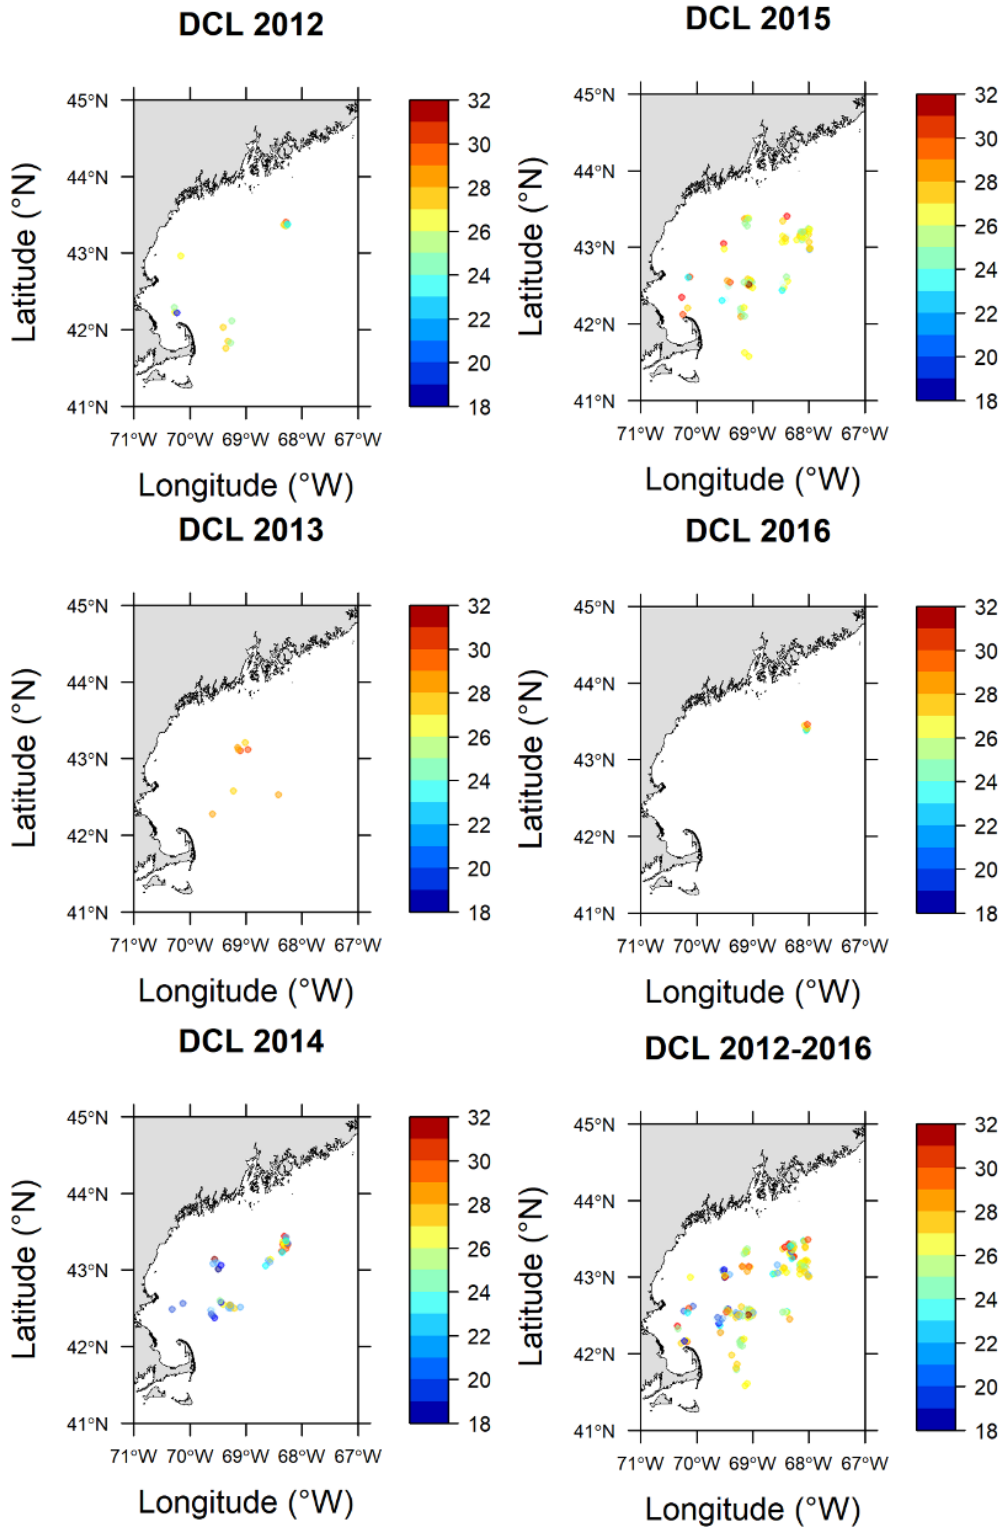 DCL 2012
45°N
44°N
43°N
42°N
41°N
71°W 70°W 69°W 68°W 67°W
Latitude (°N)
Longitude (°W)
32
30
28
26
24
22
20
18
DCL 2015
45°N
44°N
43°N
42°N
41°N
71°W 70°W 69°W 68°W 67°W
Latitude (°N)
Longitude (°W)
32
30
28
26
24
22
20
18
DCL 2013
45°N
44°N
43°N
42°N
41°N
71°W 70°W 69°W 68°W 67°W
Latitude (°N)
Longitude (°W)
32
30
28
26
24
22
20
18
DCL 2016
45°N
44°N
43°N
42°N
41°N
71°W 70°W 69°W 68°W 67°W
Latitude (°N)
Longitude (°W)
32
30
28
26
24
22
20
18
DCL 2014
45°N
44°N
43°N
42°N
41°N
71°W 70°W 69°W 68°W 67°W
Latitude (°N)
Longitude (°W)
32
30
28
26
24
22
20
18
DCL 2012-2016
45°N
44°N
43°N
42°N
41°N
71°W 70°W 69°W 68°W 67°W
Latitude (°N)
Longitude (°W)
32
30
28
26
24
22
20
18